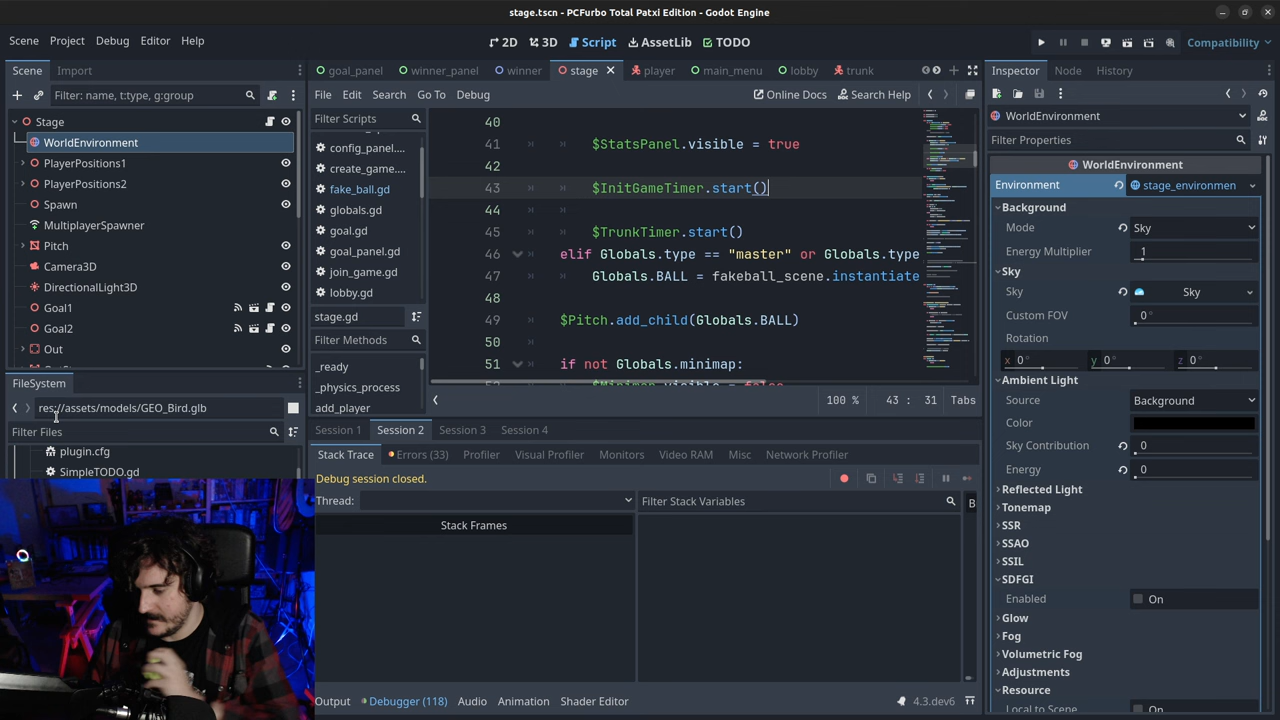 stage.tscn - PCFurbo Total Patxi Edition - Godot Engine
Scene Project Debug Editor Help
2D 3D Script AssetLib TODO
Compatibility
Scene Import
Filter: name, t:type, g:group
Stage
WorldEnvironment
PlayerPositions1
PlayerPositions2
Spawn
MultiplayerSpawner
Pitch
Camera3D
DirectionalLight3D
Goal1
Goal2
Out
FileSystem
res://assets/models/GEO_Bird.glb
Filter Files
plugin.cfg
SimpleTODO.gd
goal_panel winner_panel winner stage player main_menu lobby trunk
File Edit Search Go To Debug
Online Docs Search Help
Filter Scripts
config_panel....
create_game....
fake_ball.gd
globals.gd
goal.gd
goal_panel.gd
join_game.gd
lobby.gd
stage.gd
Filter Methods
_ready
_physics_process
add_player
40
41 $StatsPanel.visible = true
42
43 $InitGameTimer.start()
44
45 $TrunkTimer.start()
46 elif Globals.type == "master" or Globals.type
47 Globals.BALL = fakeball_scene.instantiate
48
49 $Pitch.add_child(Globals.BALL)
50
51 if not Globals.minimap:
100 % 43 : 31 Tabs
Session 1 Session 2 Session 3 Session 4
Stack Trace Errors (33) Profiler Visual Profiler Monitors Video RAM Misc Network Profiler
Debug session closed.
Thread:
Filter Stack Variables
Stack Frames
Output Debugger (118) Audio Animation Shader Editor
4.3.dev6
Inspector Node History
WorldEnvironment
Filter Properties
WorldEnvironment
Environment stage_environmen
Background
Mode Sky
Energy Multiplier 1
Sky
Sky Sky
Custom FOV 0 °
Rotation
x 0 ° y 0 ° z 0 °
Ambient Light
Source Background
Color
Sky Contribution 0
Energy 0
Reflected Light
Tonemap
SSR
SSAO
SSIL
SDFGI
Enabled On
Glow
Fog
Volumetric Fog
Adjustments
Resource
Local to Scene On